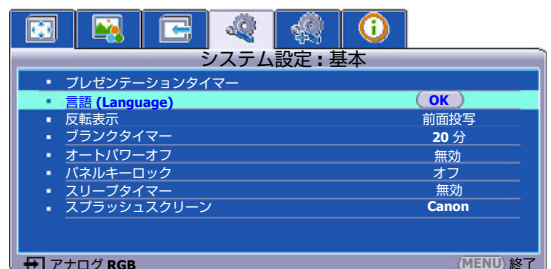 システム設定 : 基本
プレゼンテーションタイマー
言語 (Language) OK
反転表示 前面投写
ブランクタイマー 20 分
オートパワーオフ 無効
パネルキーロック オフ
スリープタイマー 無効
スプラッシュスクリーン Canon
アナログ RGB MENU 終了